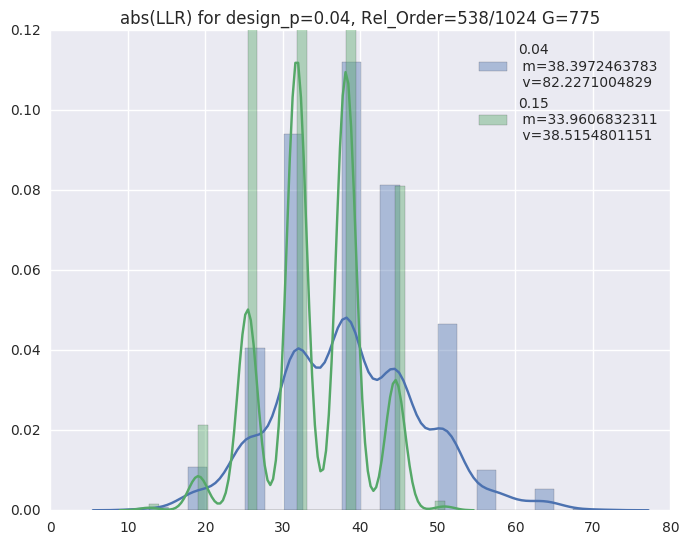 abs(LLR) for design_p=0.04, Rel_Order=538/1024 G=775
0.04
m=38.3972463783
v=82.2271004829
0.15
m=33.9606832311
v=38.5154801151
0.12
0.10
0.08
0.06
0.04
0.02
0.00
0 10 20 30 40 50 60 70 80